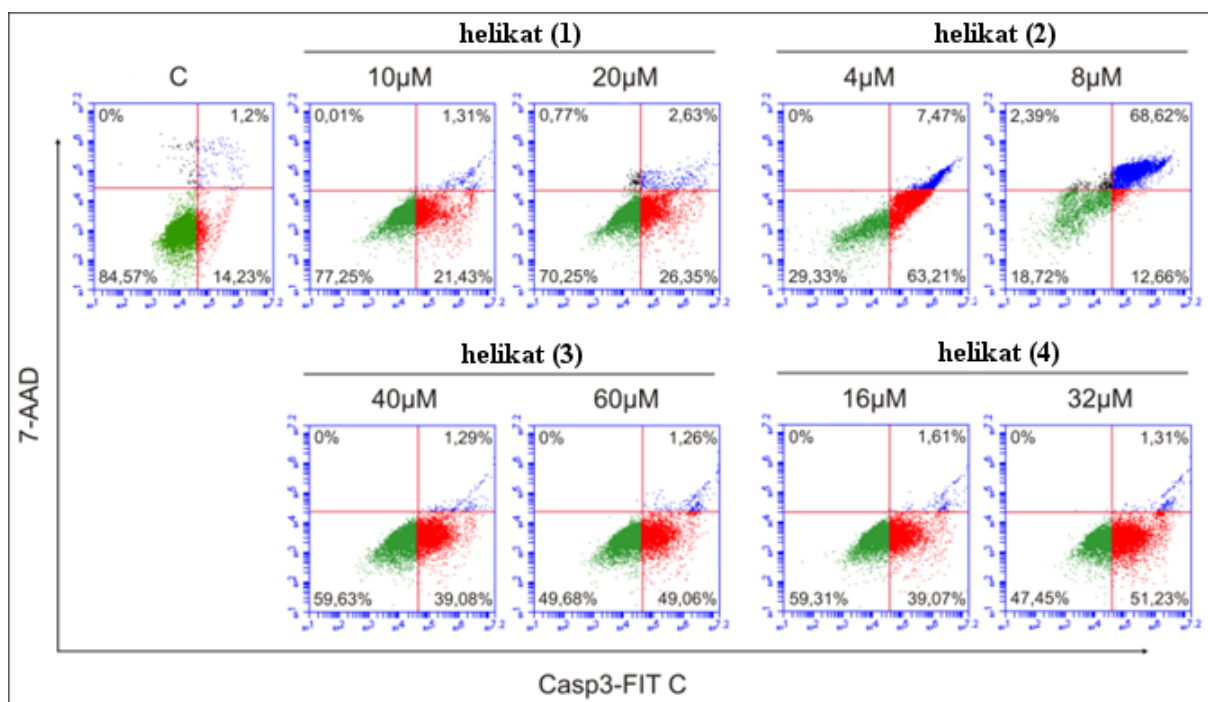 helikat (1)
helikat (2)
C
10µM
20µM
4µM
8µM
0%
1,2%
84,57%
14,23%
0,01%
1,31%
77,25%
21,43%
0,77%
2,63%
70,25%
26,35%
0%
7,47%
29,33%
63,21%
2,39%
68,62%
18,72%
12,66%
helikat (3)
helikat (4)
40µM
60µM
16µM
32µM
0%
1,29%
59,63%
39,08%
0%
1,26%
49,68%
49,06%
0%
1,61%
59,31%
39,07%
0%
1,31%
47,45%
51,23%
7-AAD
Casp3-FIT C